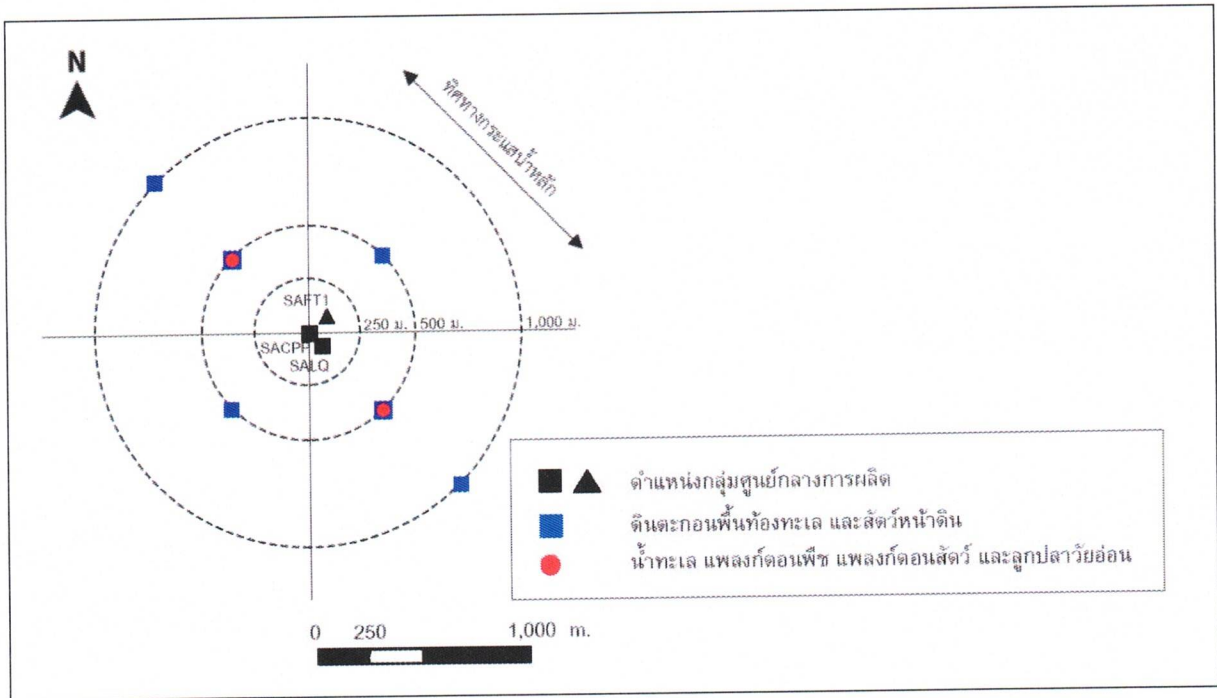 N
ทิศทางกระแสน้ำหลัก
SAFT1
250 ม. 500 ม. 1,000 ม.
SACPP
SALQ
ตำแหน่งกลุ่มศูนย์กลางการผลิต
ดินตะกอนพื้นท้องทะเล และสัตว์หน้าดิน
น้ำทะเล แพลงก์ตอนพืช แพลงก์ตอนสัตว์ และลูกปลาวัยอ่อน
0 250 1,000 m.